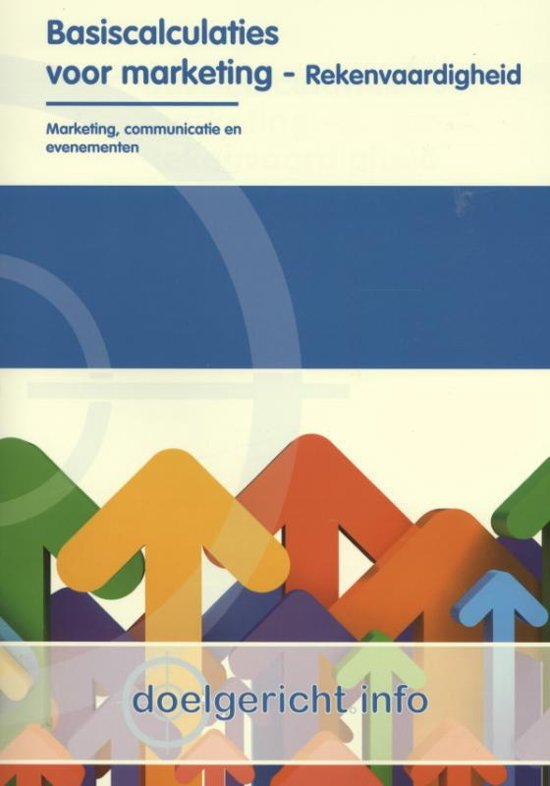 Basiscalculaties
voor marketing - Rekenvaardigheid
Marketing, communicatie en
evenementen
doelgericht.info